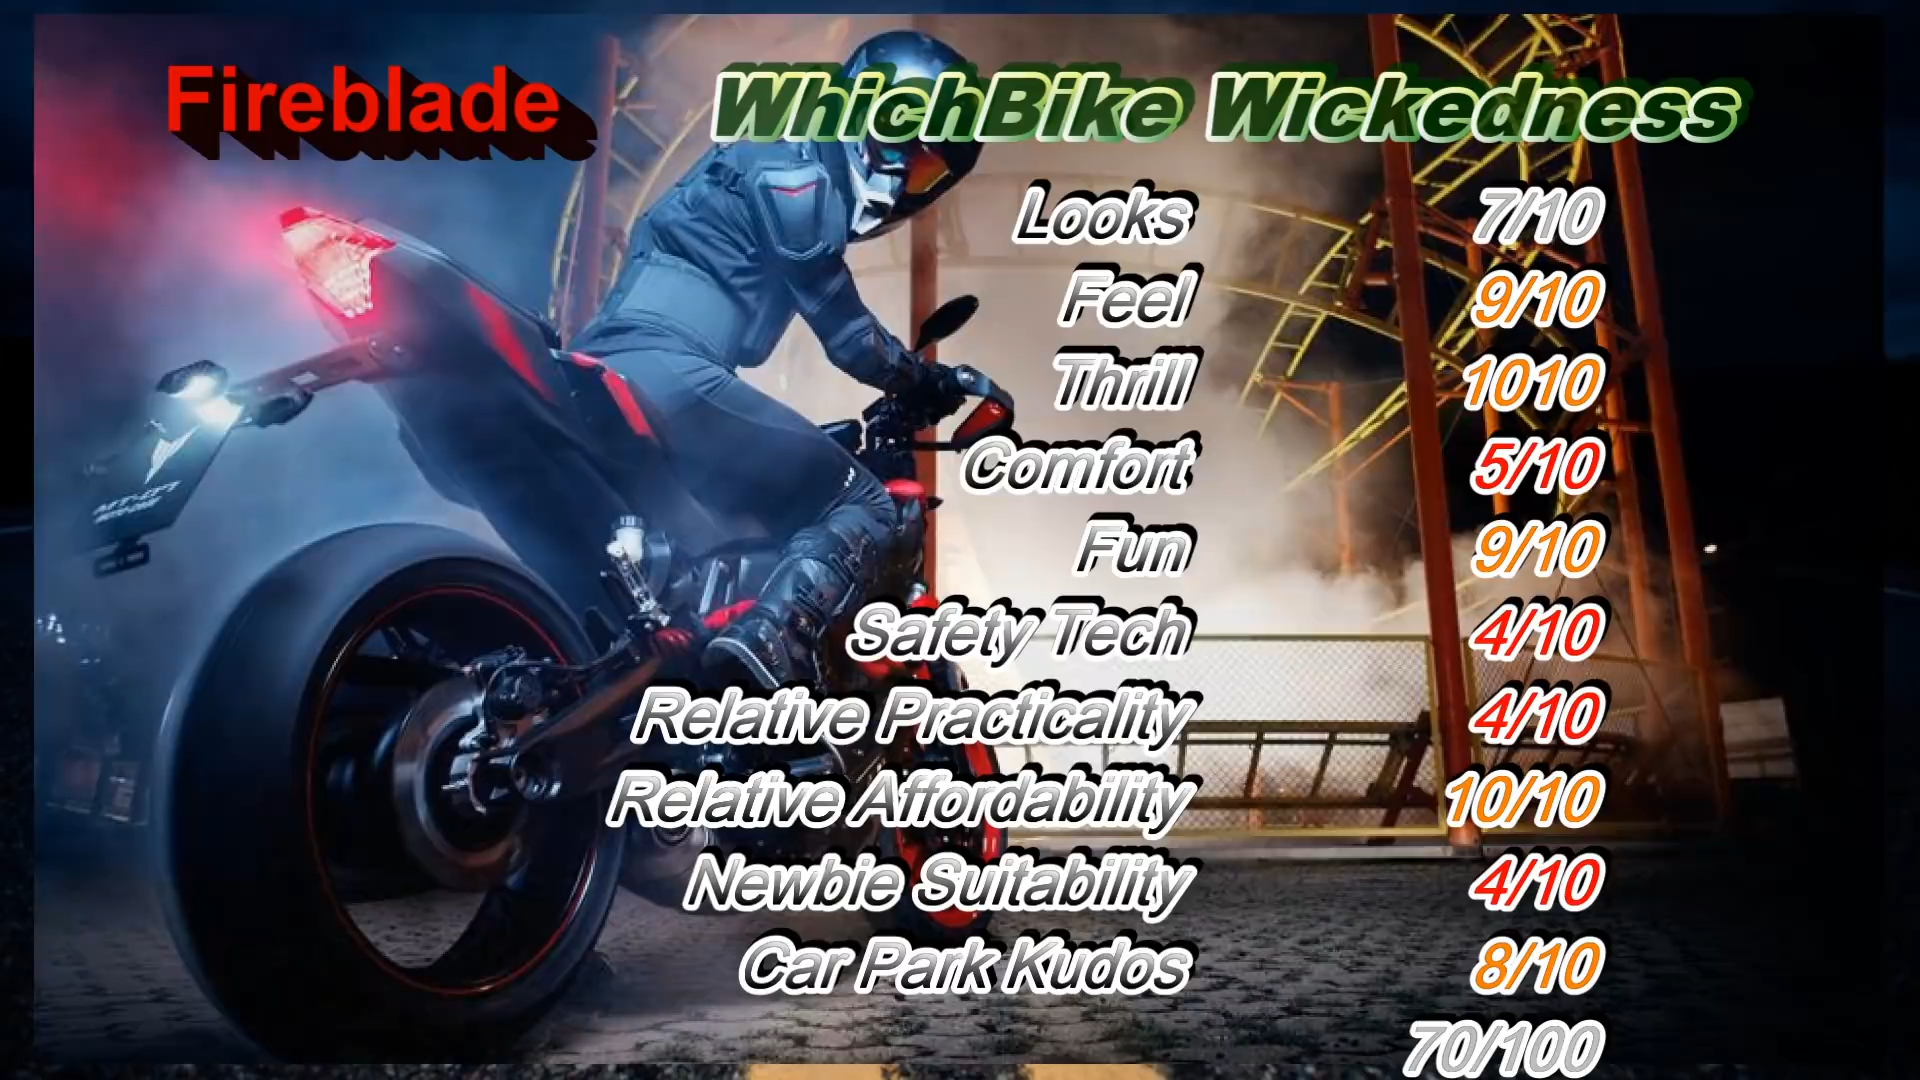 Fireblade WhichBike Wickedness
Looks 7/10
Feel 9/10
Thrill 1010
Comfort 5/10
Fun 9/10
Safety Tech 4/10
Relative Practicality 4/10
Relative Affordability 10/10
Newbie Suitability 4/10
Car Park Kudos 8/10
70/100